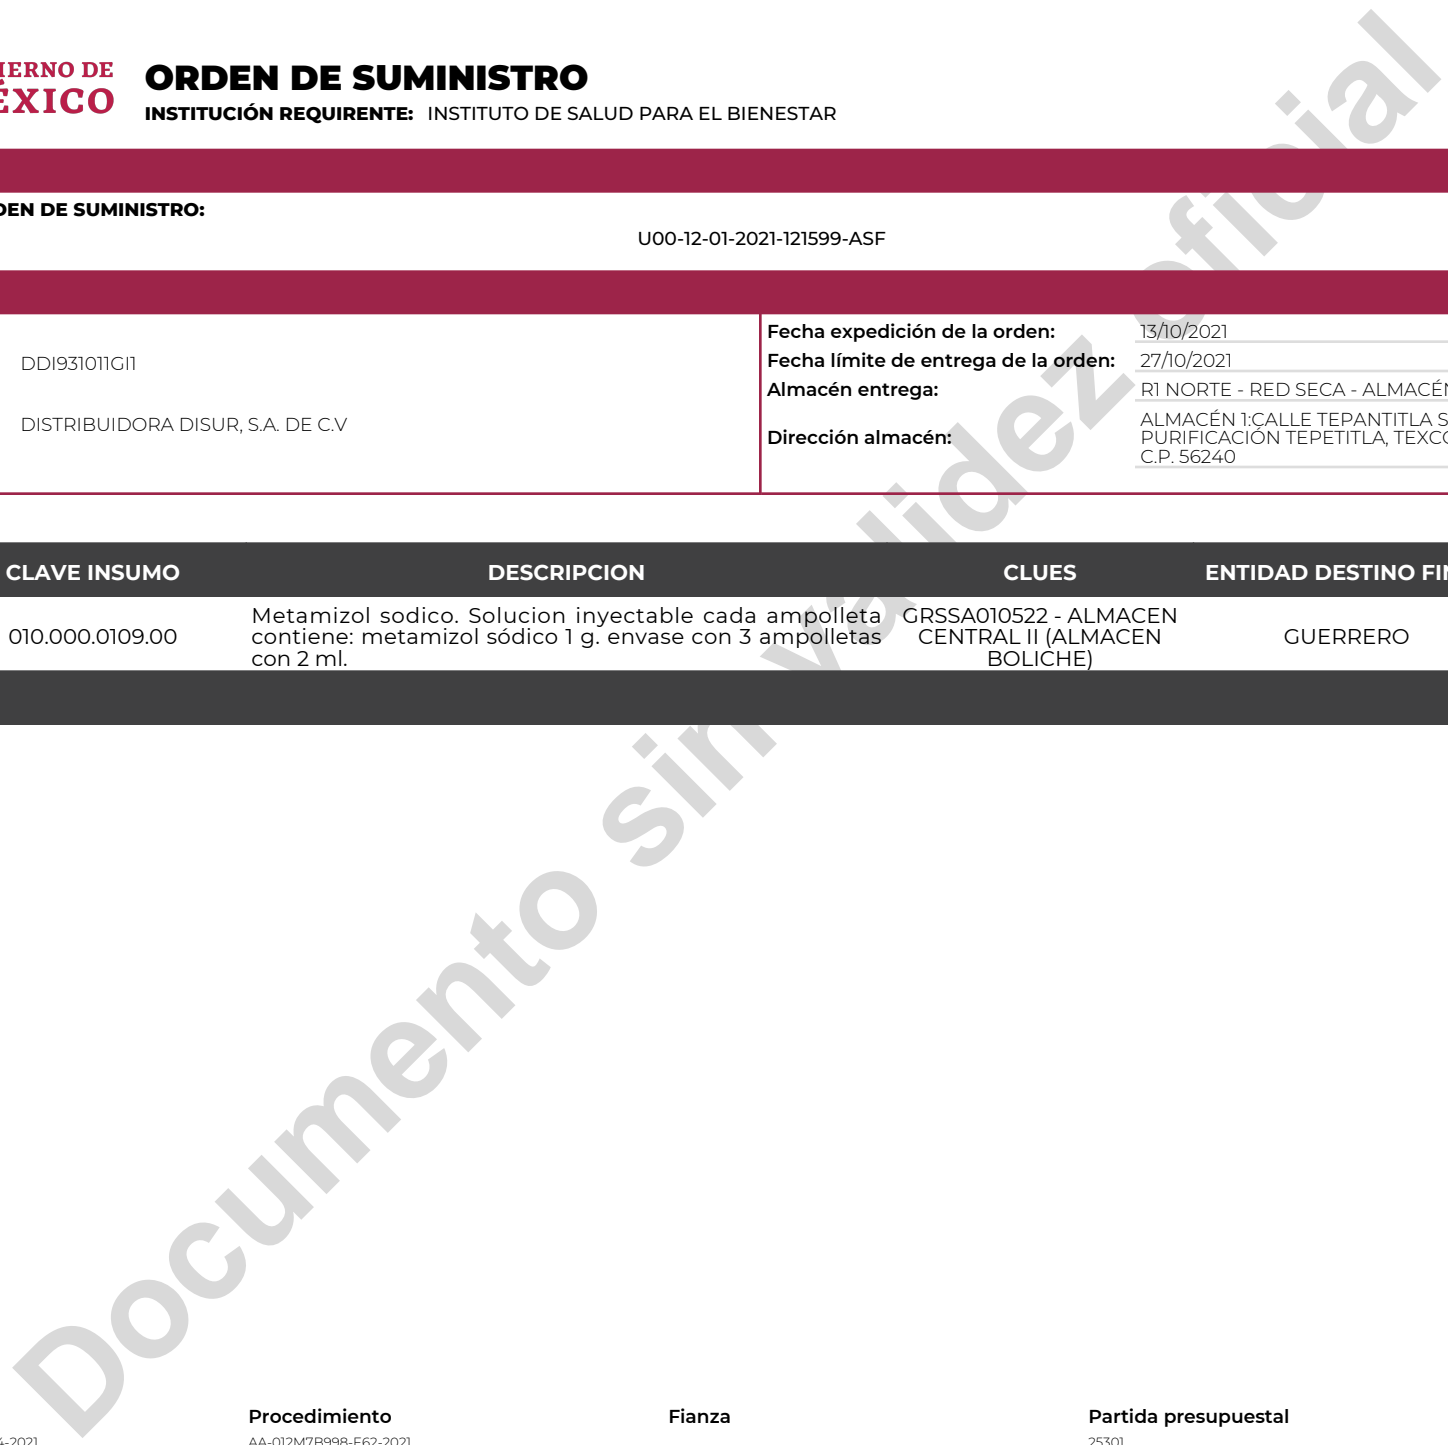 ORDEN DE SUMINISTRO
INSTITUCIÓN REQUIRENTE: INSTITUTO DE SALUD PARA EL BIENESTAR
DE SUMINISTRO:
U00-12-01-2021-121599-ASF
DDI931011GI1
DISTRIBUIDORA DISUR, S.A. DE C.V
Fecha expedición de la orden: 13/10/2021
Fecha límite de entrega de la orden: 27/10/2021
Almacén entrega: R1 NORTE - RED SECA - ALMACÉN
Dirección almacén:
ALMACÉN 1:CALLE TEPANTITLA S
PURIFICACIÓN TEPETITLA, TEXCO
C.P. 56240
CLAVE INSUMO DESCRIPCION CLUES ENTIDAD DESTINO FIN
010.000.0109.00
Metamizol sodico. Solucion inyectable cada ampolleta
contiene: metamizol sódico 1 g. envase con 3 ampolletas
con 2 ml.
GRSSA010522 - ALMACEN
CENTRAL II (ALMACEN
BOLICHE)
GUERRERO
Documento sin validez oficial
Procedimiento Fianza Partida presupuestal
-2021 AA-012M7B998-E62-2021 25301